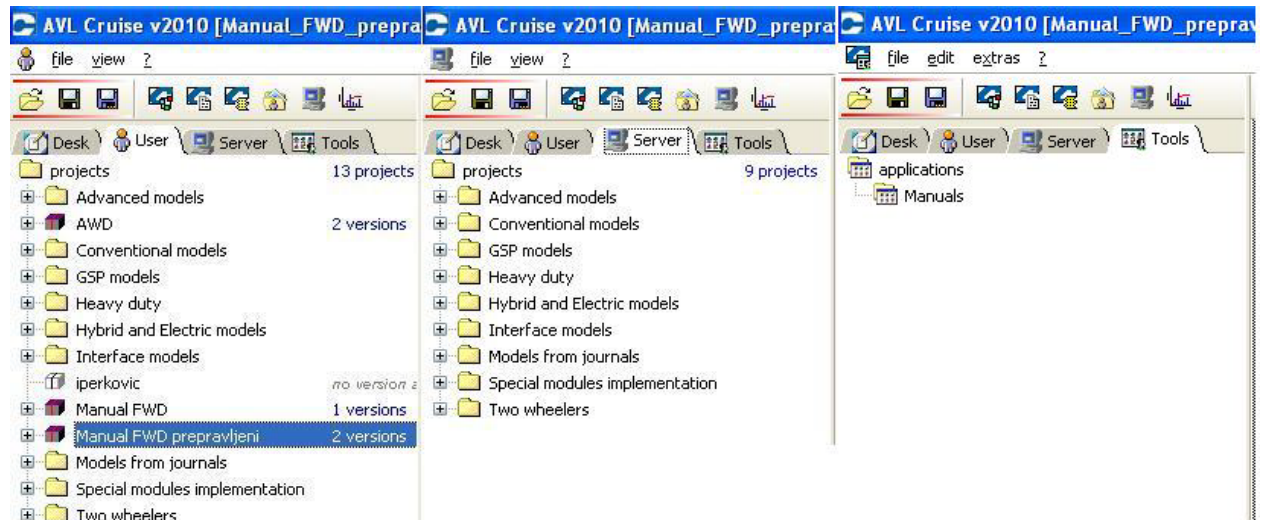 AVL Cruise v2010 [Manual_FWD_prepra
file view ?
Desk User Server Tools
projects 13 projects
Advanced models
AWD 2 versions
Conventional models
GSP models
Heavy duty
Hybrid and Electric models
Interface models
iperkovic no version a
Manual FWD 1 versions
Manual FWD prepravljeni 2 versions
Models from journals
Special modules implementation
Two wheelers
AVL Cruise v2010 [Manual_FWD_prepra
file view ?
Desk User Server Tools
projects 9 projects
Advanced models
Conventional models
GSP models
Heavy duty
Hybrid and Electric models
Interface models
Models from journals
Special modules implementation
Two wheelers
AVL Cruise v2010 [Manual_FWD_preprav
file edit extras ?
Desk User Server Tools
applications
Manuals